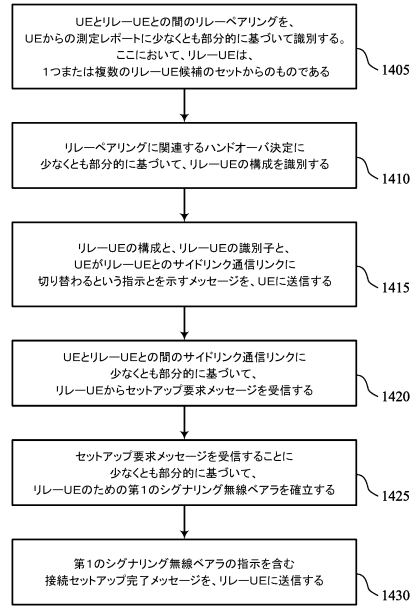 UEとリレーUEとの間のリレーペアリングを、
UEからの測定レポートに少なくとも部分的に基づいて識別する。
ここにおいて、リレーUEは、
1つまたは複数のリレーUE候補のセットからのものである
1405
リレーペアリングに関連するハンドオーバ決定に
少なくとも部分的に基づいて、リレーUEの構成を識別する
1410
リレーUEの構成と、リレーUEの識別子と、
UEがリレーUEとのサイドリンク通信リンクに
切り替わるという指示とを示すメッセージを、UEに送信する
1415
UEとリレーUEとの間のサイドリンク通信リンクに
少なくとも部分的に基づいて、
リレーUEからセットアップ要求メッセージを受信する
1420
セットアップ要求メッセージを受信することに
少なくとも部分的に基づいて、
リレーUEのための第1のシグナリング無線ベアラを確立する
1425
第1のシグナリング無線ベアラの指示を含む
接続セットアップ完了メッセージを、リレーUEに送信する
1430